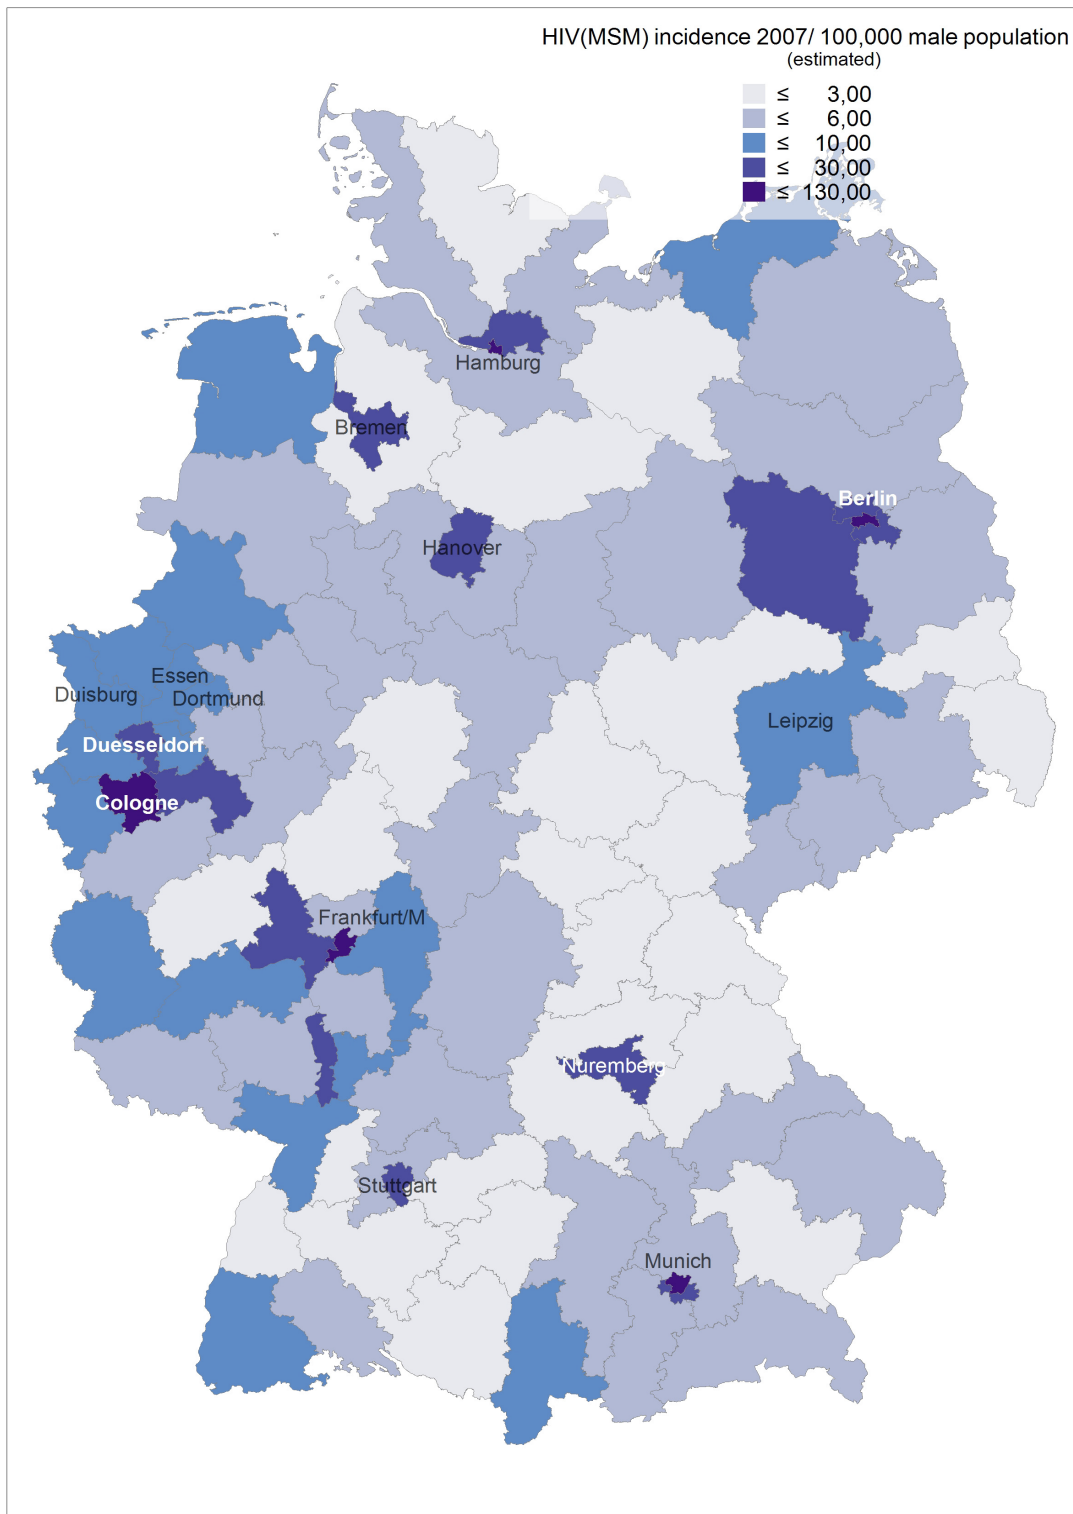 HIV(MSM) incidence 2007/ 100,000 male population
(estimated)
≤ 3,00
≤ 6,00
≤ 10,00
≤ 30,00
≤ 130,00
Hamburg
Bremen
Berlin
Hanover
Essen
Duisburg
Dortmund
Leipzig
Duesseldorf
Cologne
Frankfurt/M
Nuremberg
Stuttgart
Munich